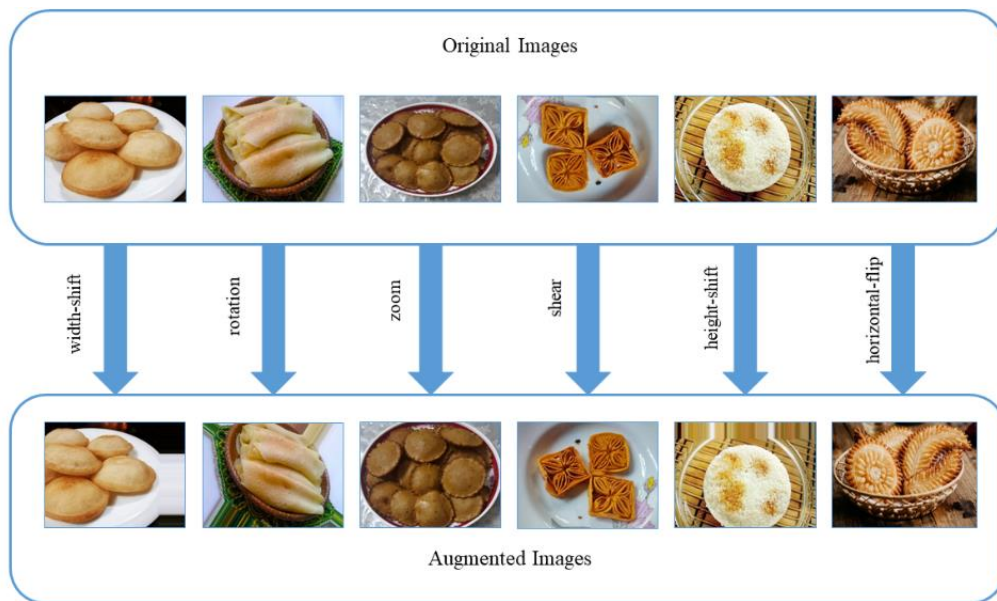 Original Images
width-shift
rotation
zoom
shear
height-shift
horizontal-flip
Augmented Images